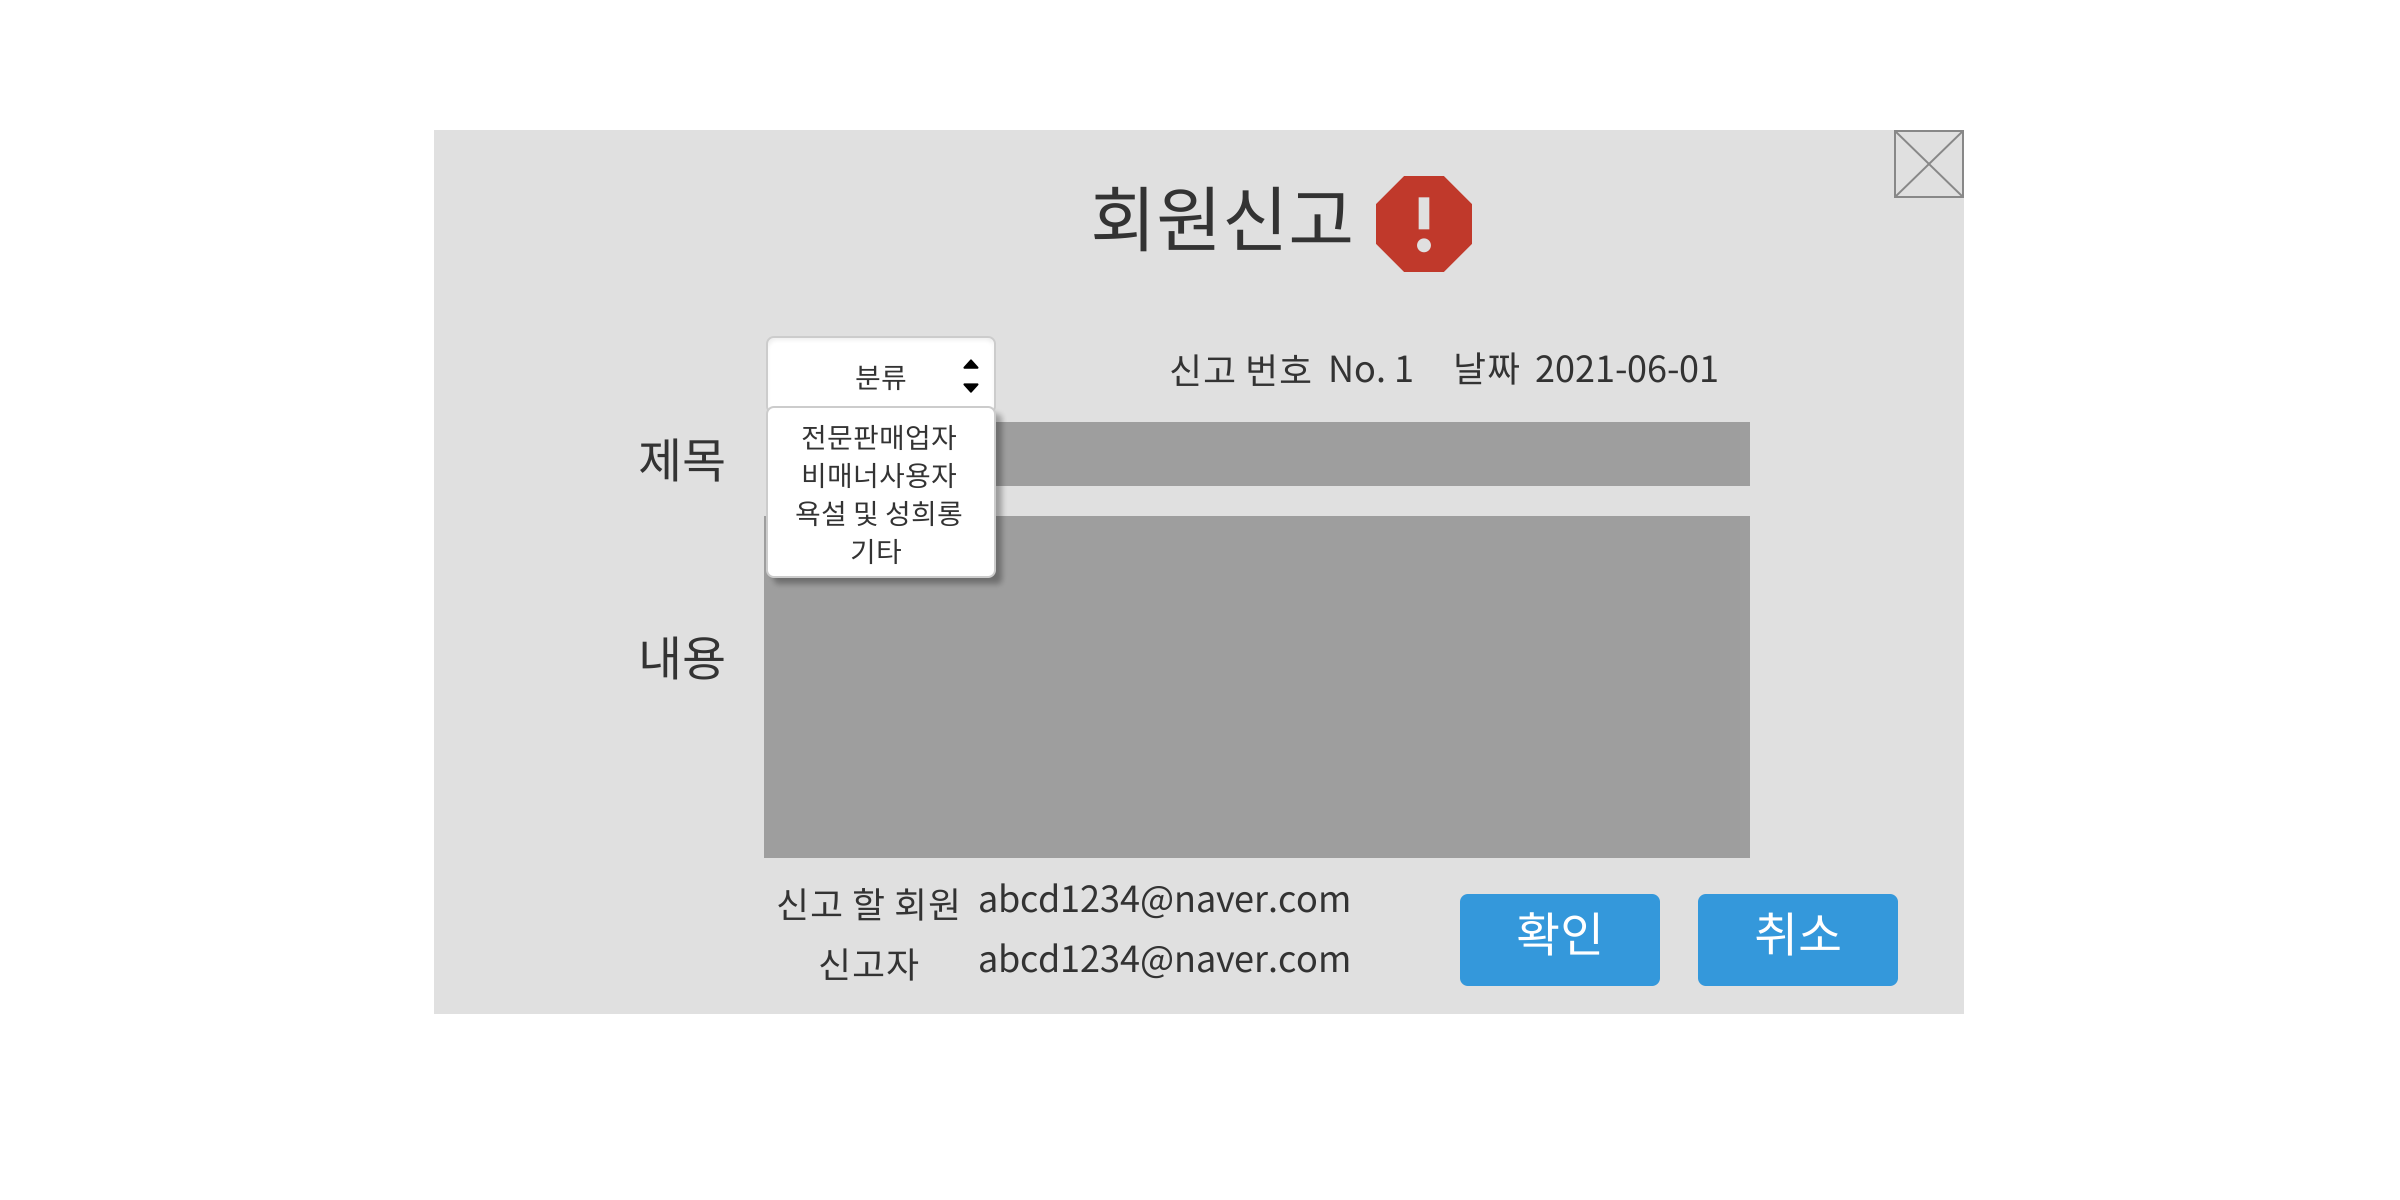 회원신고
분류
신고 번호 No. 1 날짜 2021-06-01
전문판매업자
비매너사용자
욕설 및 성희롱
기타
제목
내용
신고 할 회원 abcd1234@naver.com
신고자 abcd1234@naver.com
확인 취소